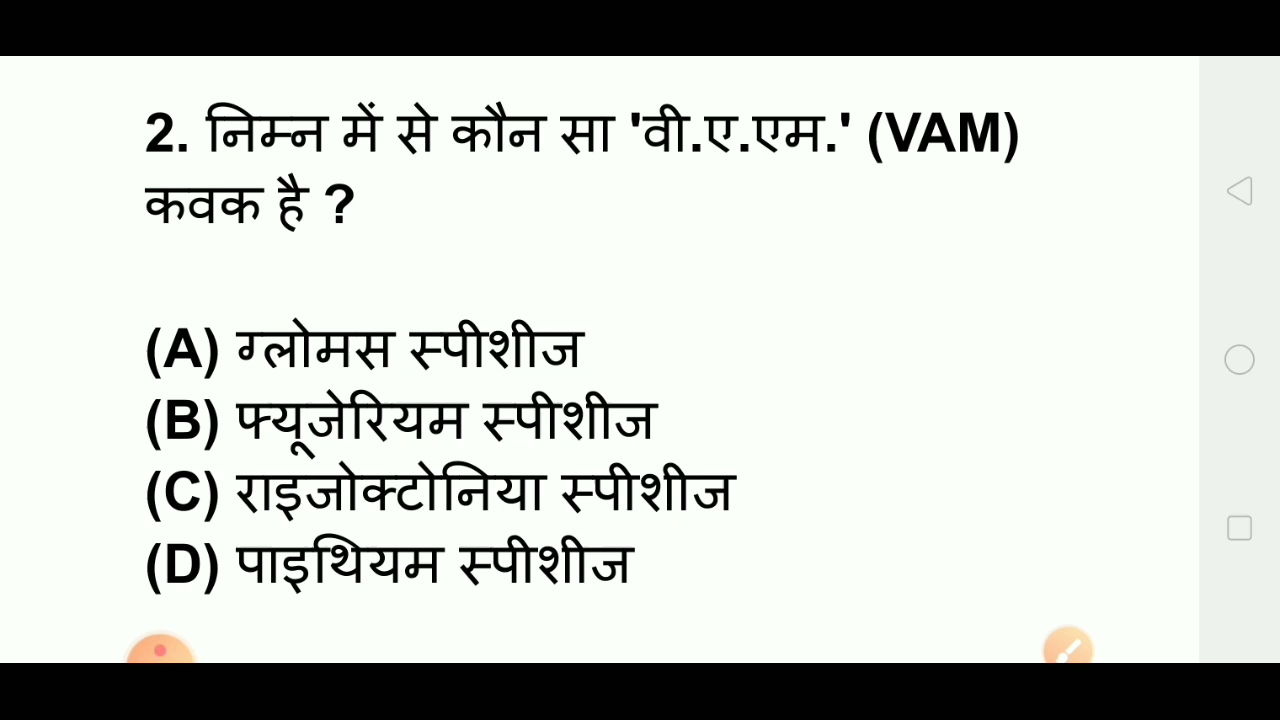 2. निम्न में से कौन सा 'वी.ए.एम.' (VAM)
कवक है ?
(A) ग्लोमस स्पीशीज
(B) फ्यूजेरियम स्पीशीज
(C) राइजोक्टोनिया स्पीशीज
(D) पाइथियम स्पीशीज